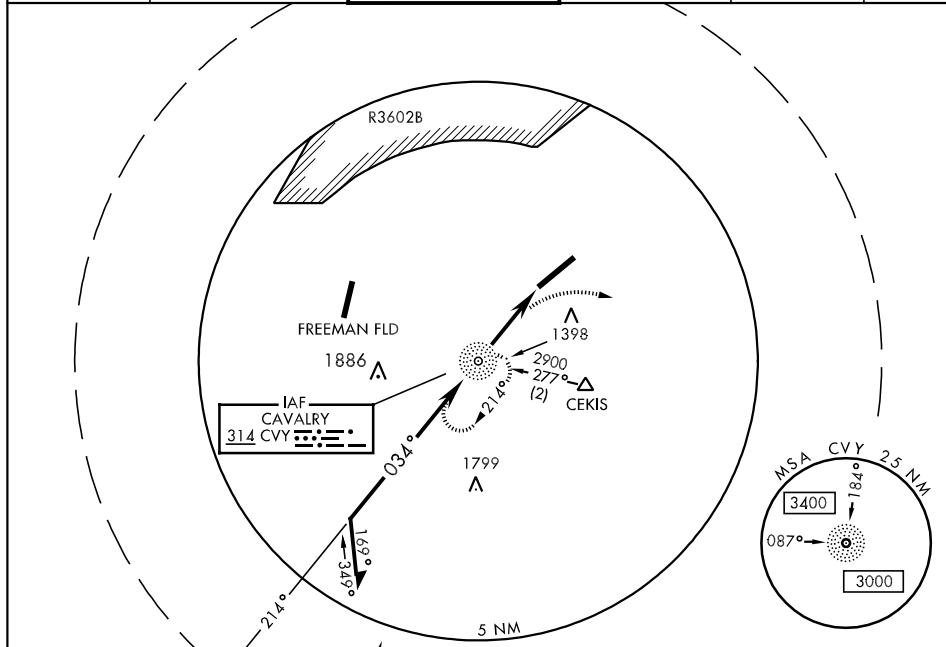 R3602B
FREEMAN FLD
1886
1398
2900
277°
(2)
CEKIS
214°
IAF
CAVALRY
314 CVY
034°
1799
169°
349°
214°
5 NM
MSA CVY 25 NM
184°
3400
087°
3000